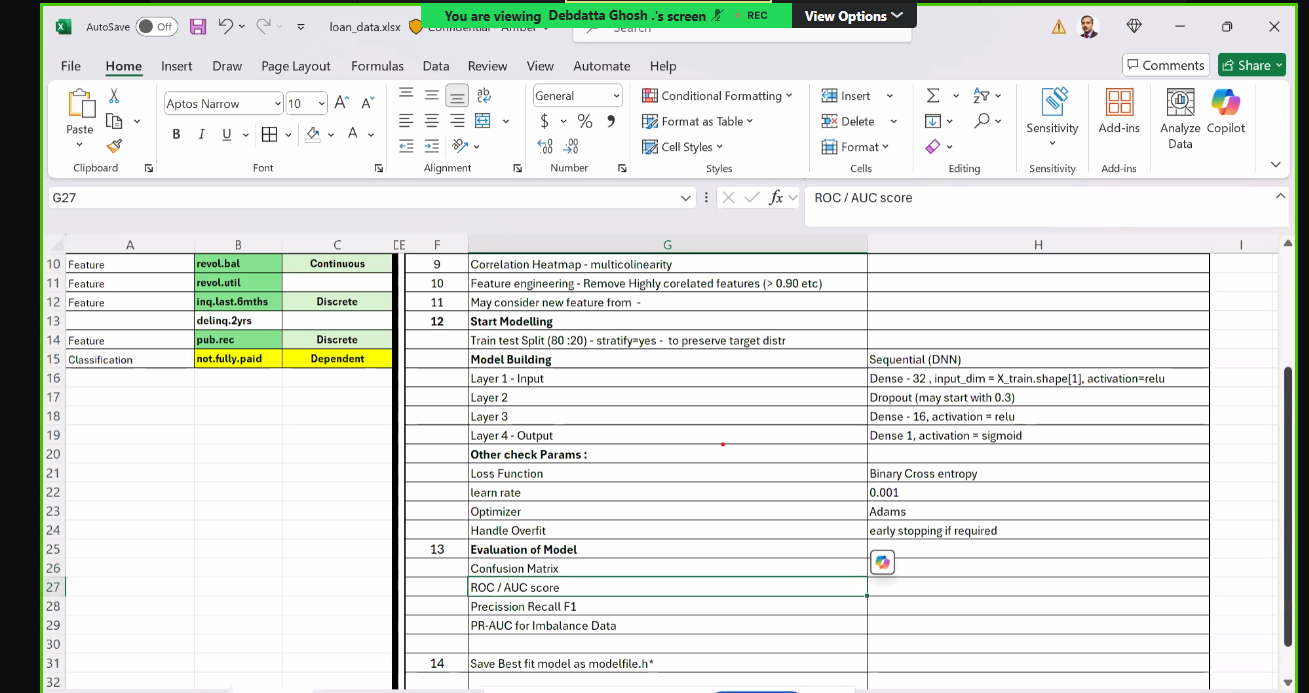 You are viewing Debdatta Ghosh .'s screen REC View Options
AutoSave Off loan_data.xlsx Search
File Home Insert Draw Page Layout Formulas Data Review View Automate Help Comments Share
Paste Aptos Narrow 10 General Conditional Formatting Format as Table Cell Styles Insert Delete Format Sensitivity Add-ins Analyze Data Copilot
Clipboard Font Alignment Number Styles Cells Editing Sensitivity Add-ins
G27 fx ROC / AUC score
A B C F G H I
10 Feature revol.bal Continuous 9 Correlation Heatmap - multicolinearity
11 Feature revol.util 10 Feature engineering - Remove Highly corelated features (> 0.90 etc)
12 Feature inq.last.6mths Discrete 11 May consider new feature from -
13 delinq.2yrs 12 Start Modelling
14 Feature pub.rec Discrete Train test Split (80 :20) - stratify=yes - to preserve target distr
15 Classification not.fully.paid Dependent Model Building Sequential (DNN)
16 Layer 1 - Input Dense - 32 , input_dim = X_train.shape[1], activation=relu
17 Layer 2 Dropout (may start with 0.3)
18 Layer 3 Dense - 16, activation = relu
19 Layer 4 - Output Dense 1, activation = sigmoid
20 Other check Params :
21 Loss Function Binary Cross entropy
22 learn rate 0.001
23 Optimizer Adams
24 Handle Overfit early stopping if required
25 13 Evaluation of Model
26 Confusion Matrix
27 ROC / AUC score
28 Precission Recall F1
29 PR-AUC for Imbalance Data
30
31 14 Save Best fit model as modelfile.h*
32